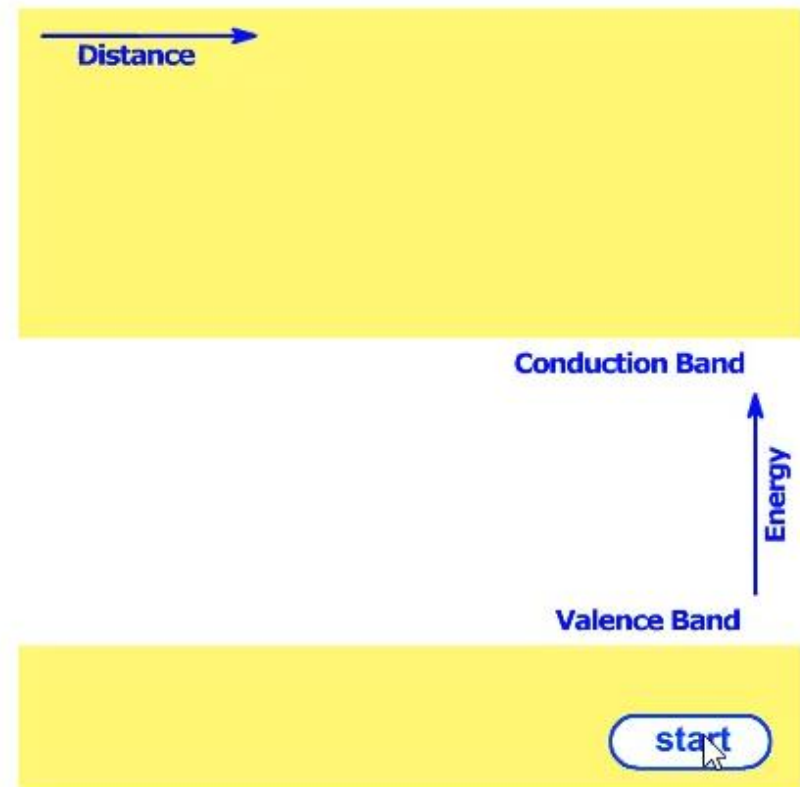 Distance
Conduction Band
Energy
Valence Band
start